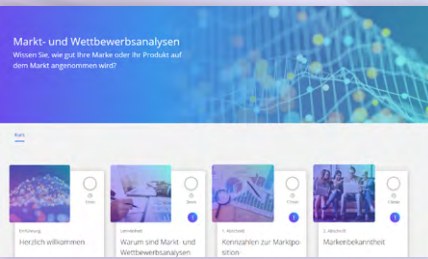 Markt- und Wettbewerbsanalysen
Wissen Sie, wie gut Ihre Marke oder Ihr Produkt auf
dem Markt angenommen wird?
Kurs
Einführung
Herzlich willkommen
Lerneinheit
Warum sind Markt- und
Wettbewerbsanalysen
1. Abschnitt
Kennzahlen zur Marktpo-
sition
2. Abschnitt
Markenbekanntheit